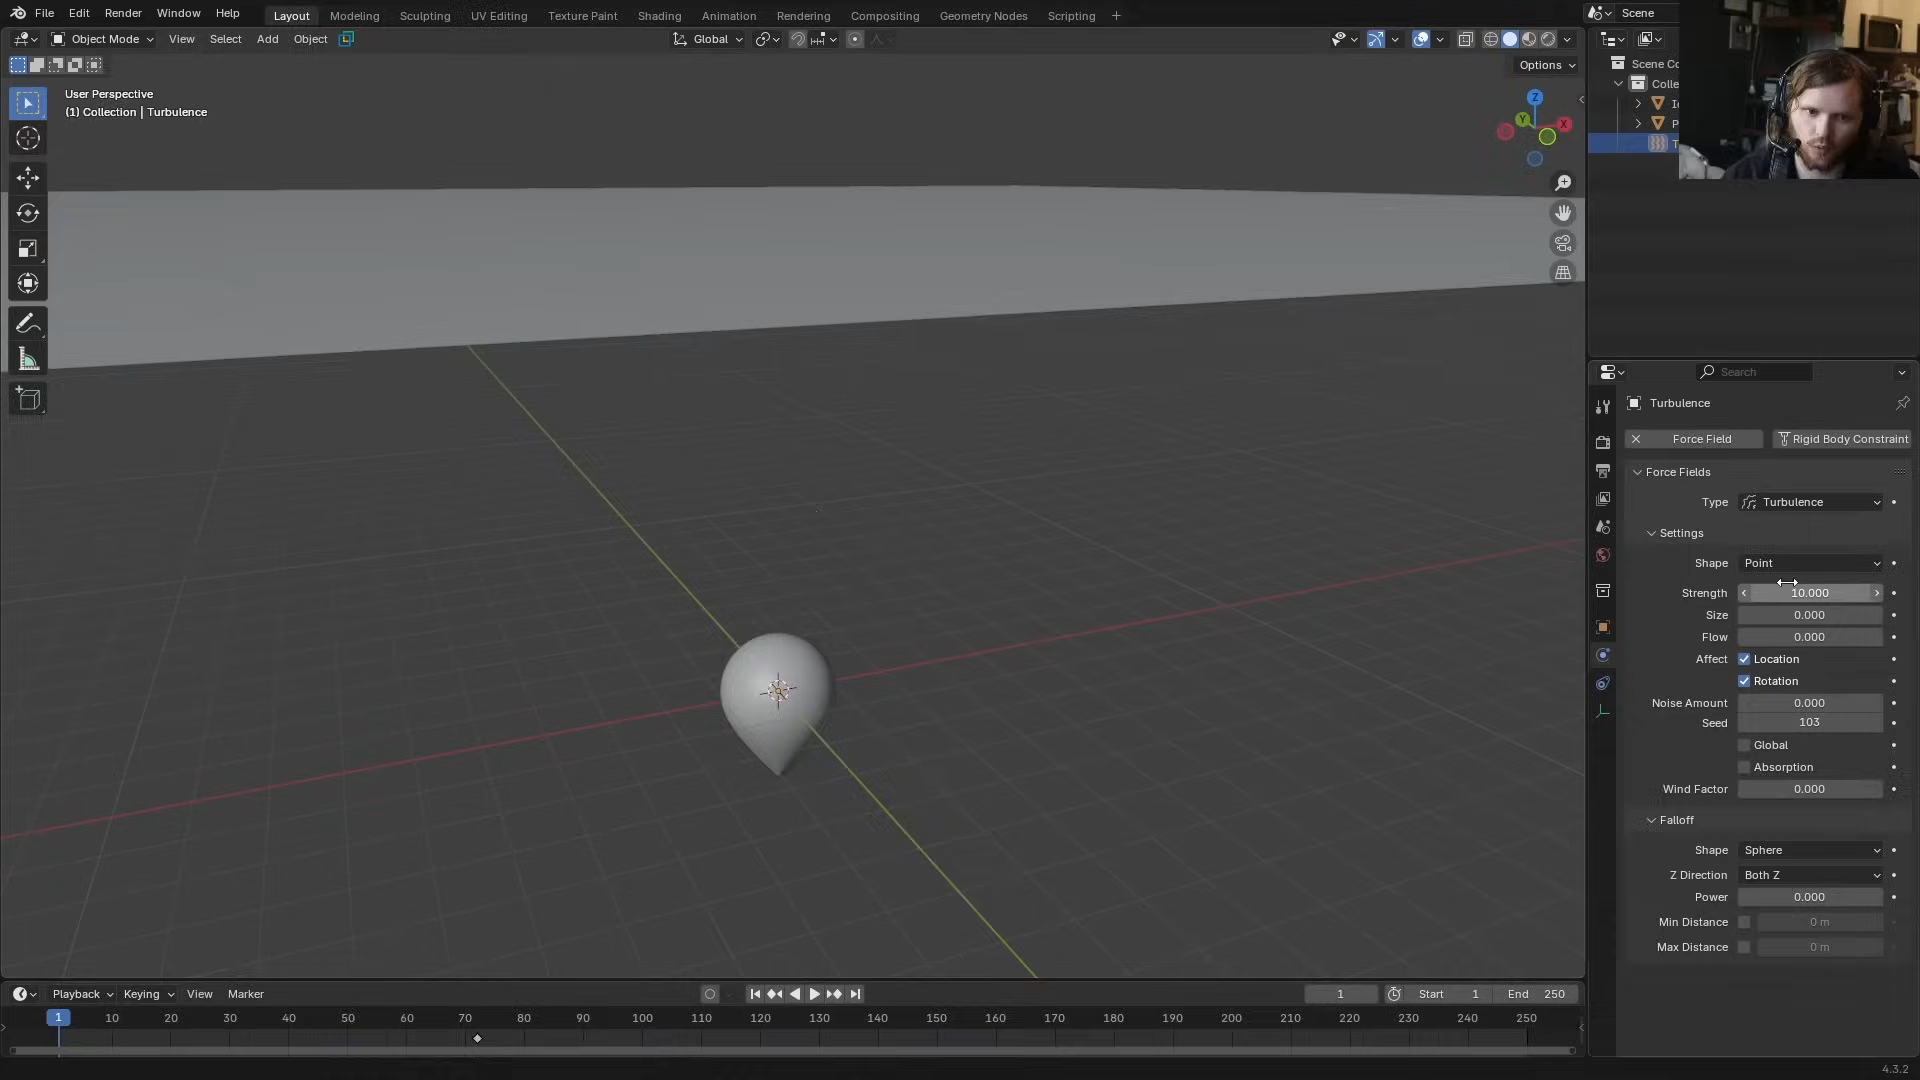 File Edit Render Window Help
Layout Modeling Sculpting UV Editing Texture Paint Shading Animation Rendering Compositing Geometry Nodes Scripting +
Scene
Object Mode View Select Add Object
Global
Options
User Perspective
(1) Collection | Turbulence
Z
Y
X
Scene Co
Colle
P
T
Search
Turbulence
Force Field Rigid Body Constraint
Force Fields
Type Turbulence
Settings
Shape Point
Strength 10.000
Size 0.000
Flow 0.000
Affect Location
Rotation
Noise Amount 0.000
Seed 103
Global
Absorption
Wind Factor 0.000
Falloff
Shape Sphere
Z Direction Both Z
Power 0.000
Min Distance 0 m
Max Distance 0 m
Playback Keying View Marker
1 Start 1 End 250
1 10 20 30 40 50 60 70 80 90 100 110 120 130 140 150 160 170 180 190 200 210 220 230 240 250
4.3.2